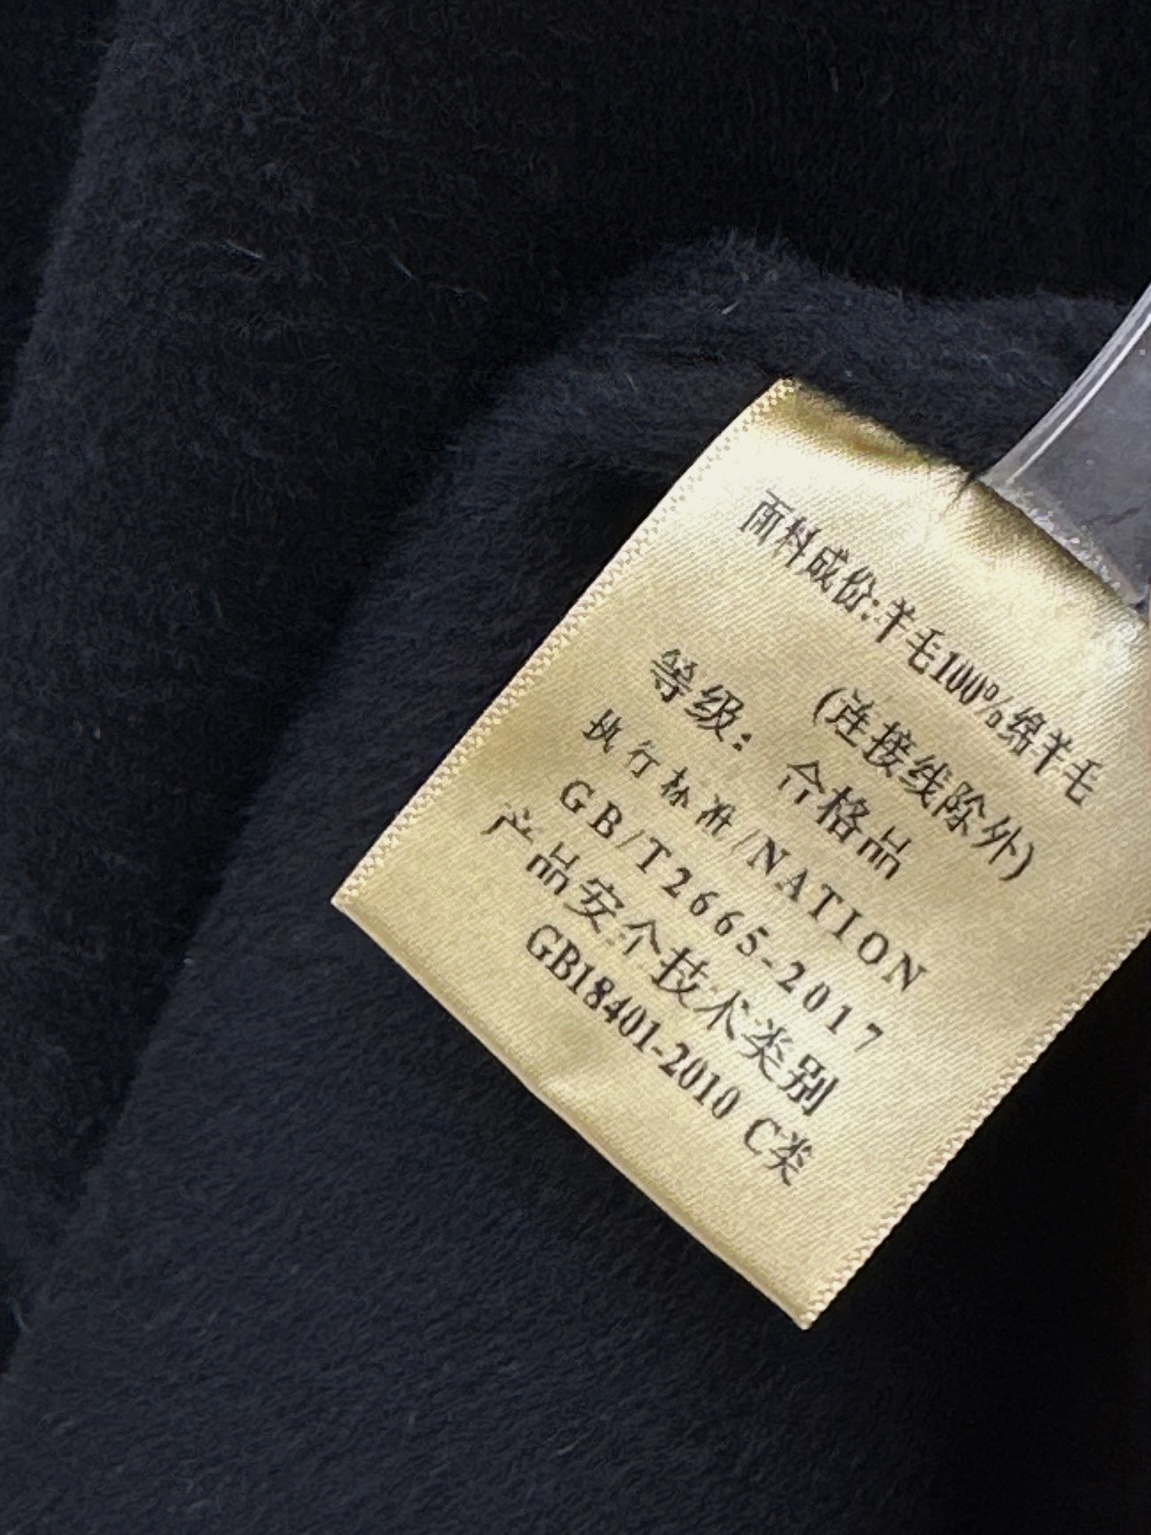 面料成份:羊毛100%绵羊毛
(连接线除外)
等级: 合格品
执行标准/NATION
GB/T2665-2017
产品安个技术类别
GB18401-2010 C类